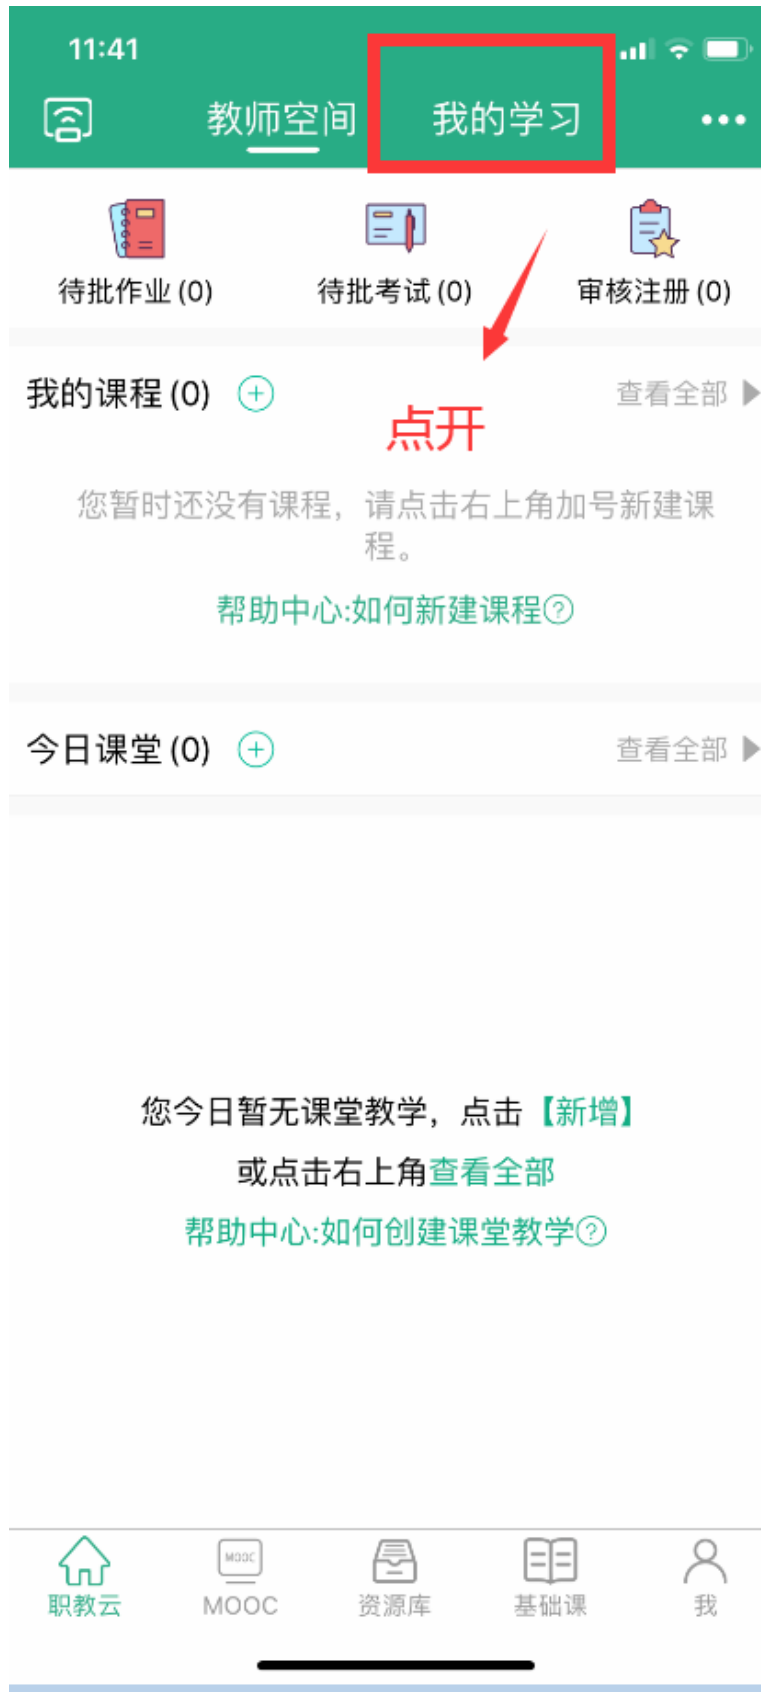 11:41
教师空间 我的学习
待批作业 (0) 待批考试 (0) 审核注册 (0)
我的课程 (0) 查看全部
点开
您暂时还没有课程，请点击右上角加号新建课
程。
帮助中心:如何新建课程?
今日课堂 (0) 查看全部
您今日暂无课堂教学，点击【新增】
或点击右上角查看全部
帮助中心:如何创建课堂教学?
MOOC
职教云 MOOC 资源库 基础课 我